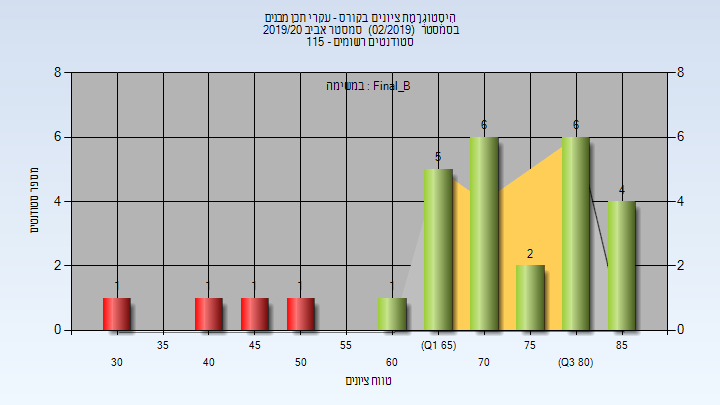 היסטוגרמת ציונים בקורס - עקרי תכן מבנים
בסמסטר (02/2019) סמסטר אביב 2019/20
סטודנטים רשומים - 115
במשימה : Final_B
מספר סטודנטים
8 8
6 6
4 4
2 2
0 0
1 1 1 1 1 5 6 2 6 4
35 45 55 (Q1 65) 75 85
30 40 50 60 70 (Q3 80)
טווח ציונים